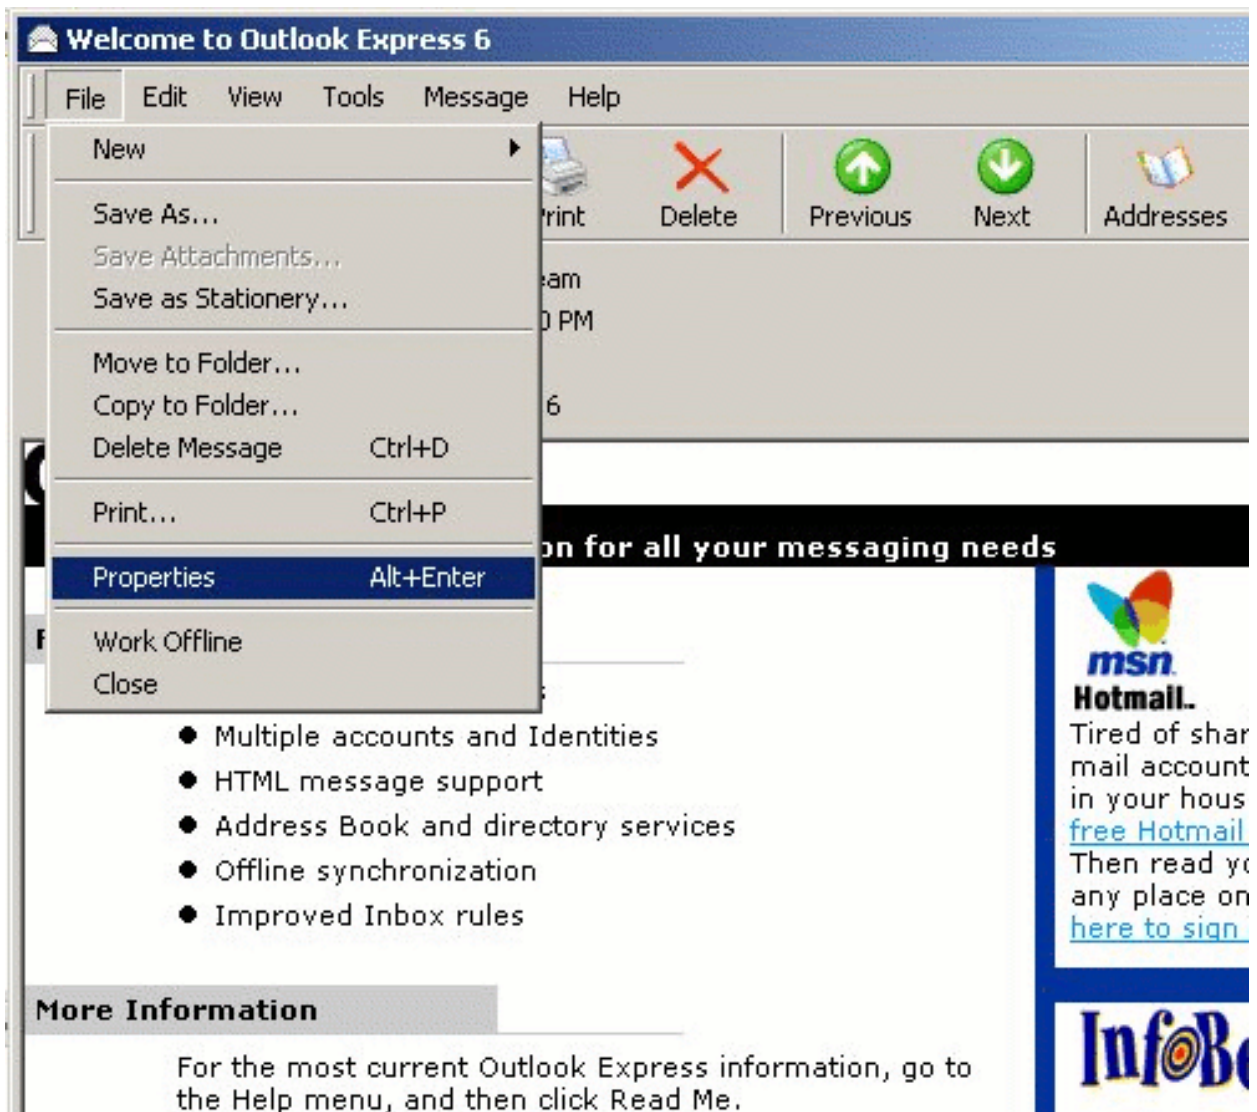 Welcome to Outlook Express 6
File Edit View Tools Message Help
New
Save As...
Save Attachments...
Save as Stationery...
Move to Folder...
Copy to Folder...
Delete Message Ctrl+D
Print... Ctrl+P
Properties Alt+Enter
Work Offline
Close
Delete Previous Next Addresses
PM
6
for all your messaging needs
Multiple accounts and Identities
HTML message support
Address Book and directory services
Offline synchronization
Improved Inbox rules
More Information
For the most current Outlook Express information, go to
the Help menu, and then click Read Me.
msn
Hotmail
Tired of
mail account
in your
free Hotmail
Then read
any place on
here to sign